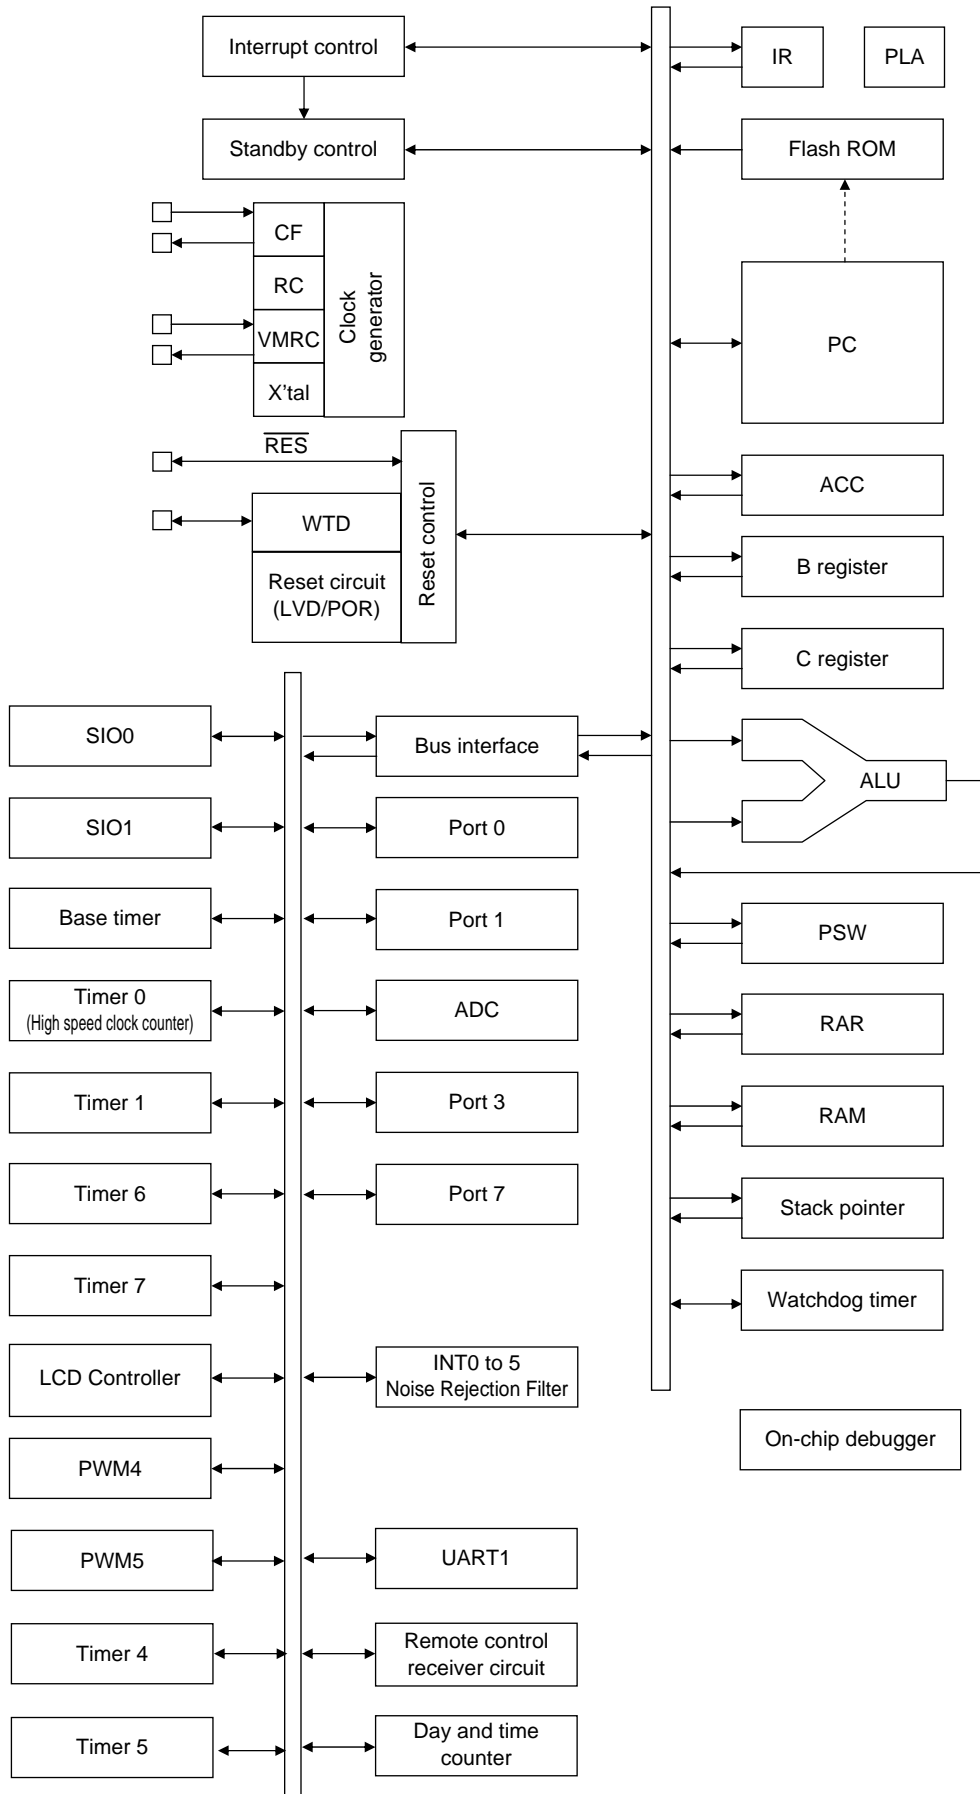 Interrupt control
IR
PLA
Standby control
Flash ROM
CF
RC
VMRC
X'tal
Clock
generator
PC
RES
WTD
Reset circuit
(LVD/POR)
Reset control
ACC
B register
C register
SIO0
Bus interface
ALU
SIO1
Port 0
Base timer
Port 1
PSW
Timer 0
(High speed clock counter)
ADC
RAR
Timer 1
Port 3
RAM
Timer 6
Port 7
Stack pointer
Timer 7
Watchdog timer
LCD Controller
INT0 to 5
Noise Rejection Filter
On-chip debugger
PWM4
PWM5
UART1
Timer 4
Remote control
receiver circuit
Timer 5
Day and time
counter